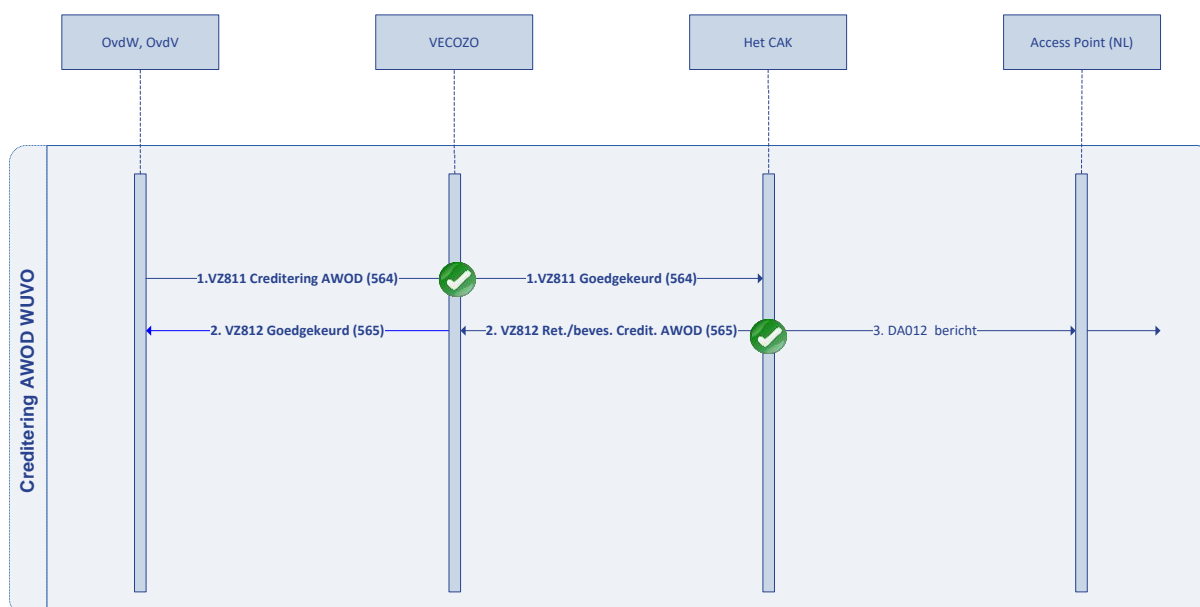 OvdW, OvdV
VECOZO
Het CAK
Access Point (NL)
Creditering AWOD WUVO
1.VZ811 Creditering AWOD (564)
1.VZ811 Goedgekeurd (564)
2. VZ812 Goedgekeurd (565)
2. VZ812 Ret./beves. Credit. AWOD (565)
3. DA012 bericht